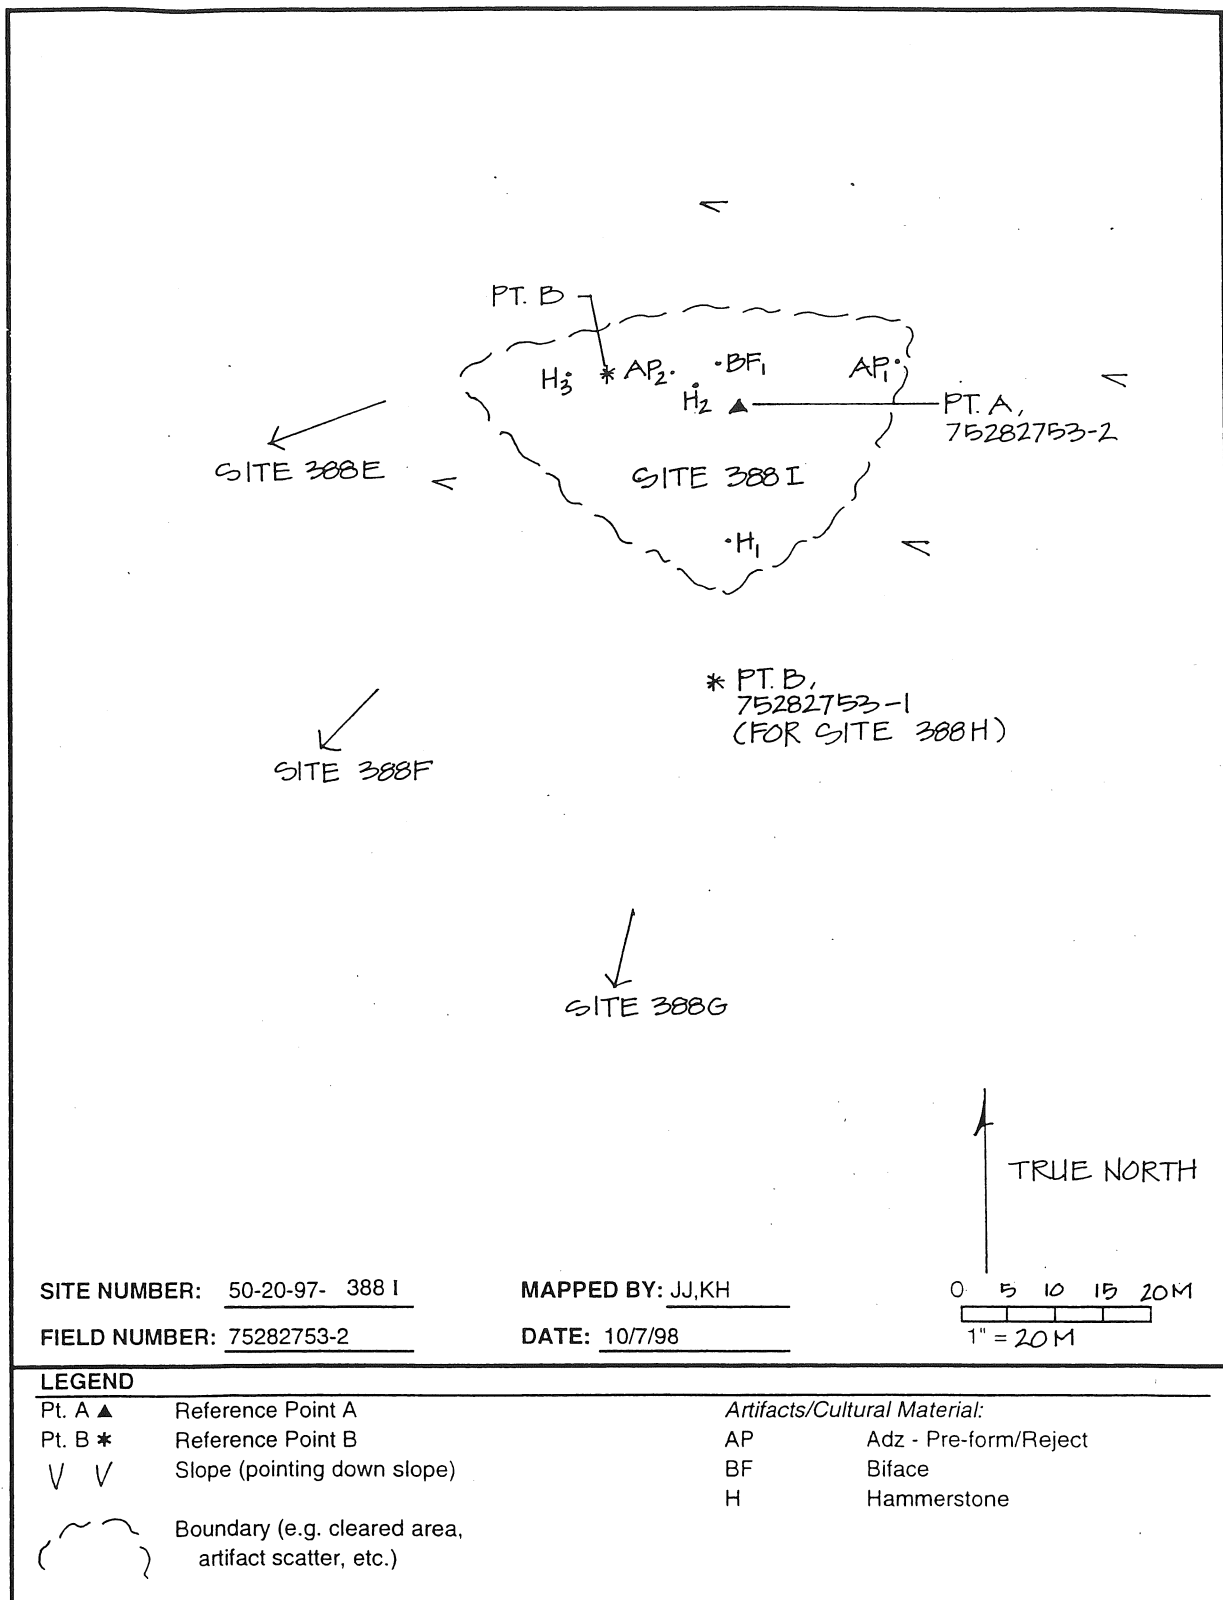 PT. B
H3 * AP2 BF1 AP1
H2 PT. A,
75282753-2
SITE 388E
SITE 388I
H1
* PT. B,
75282753-1
(FOR SITE 388H)
SITE 388F
SITE 388G
TRUE NORTH
SITE NUMBER: 50-20-97- 388 I MAPPED BY: JJ,KH
0 5 10 15 20M
FIELD NUMBER: 75282753-2 DATE: 10/7/98
1" = 20M
LEGEND
Pt. A ▲ Reference Point A
Pt. B * Reference Point B
Slope (pointing down slope)
Boundary (e.g. cleared area,
artifact scatter, etc.)
Artifacts/Cultural Material:
AP Adz - Pre-form/Reject
BF Biface
H Hammerstone